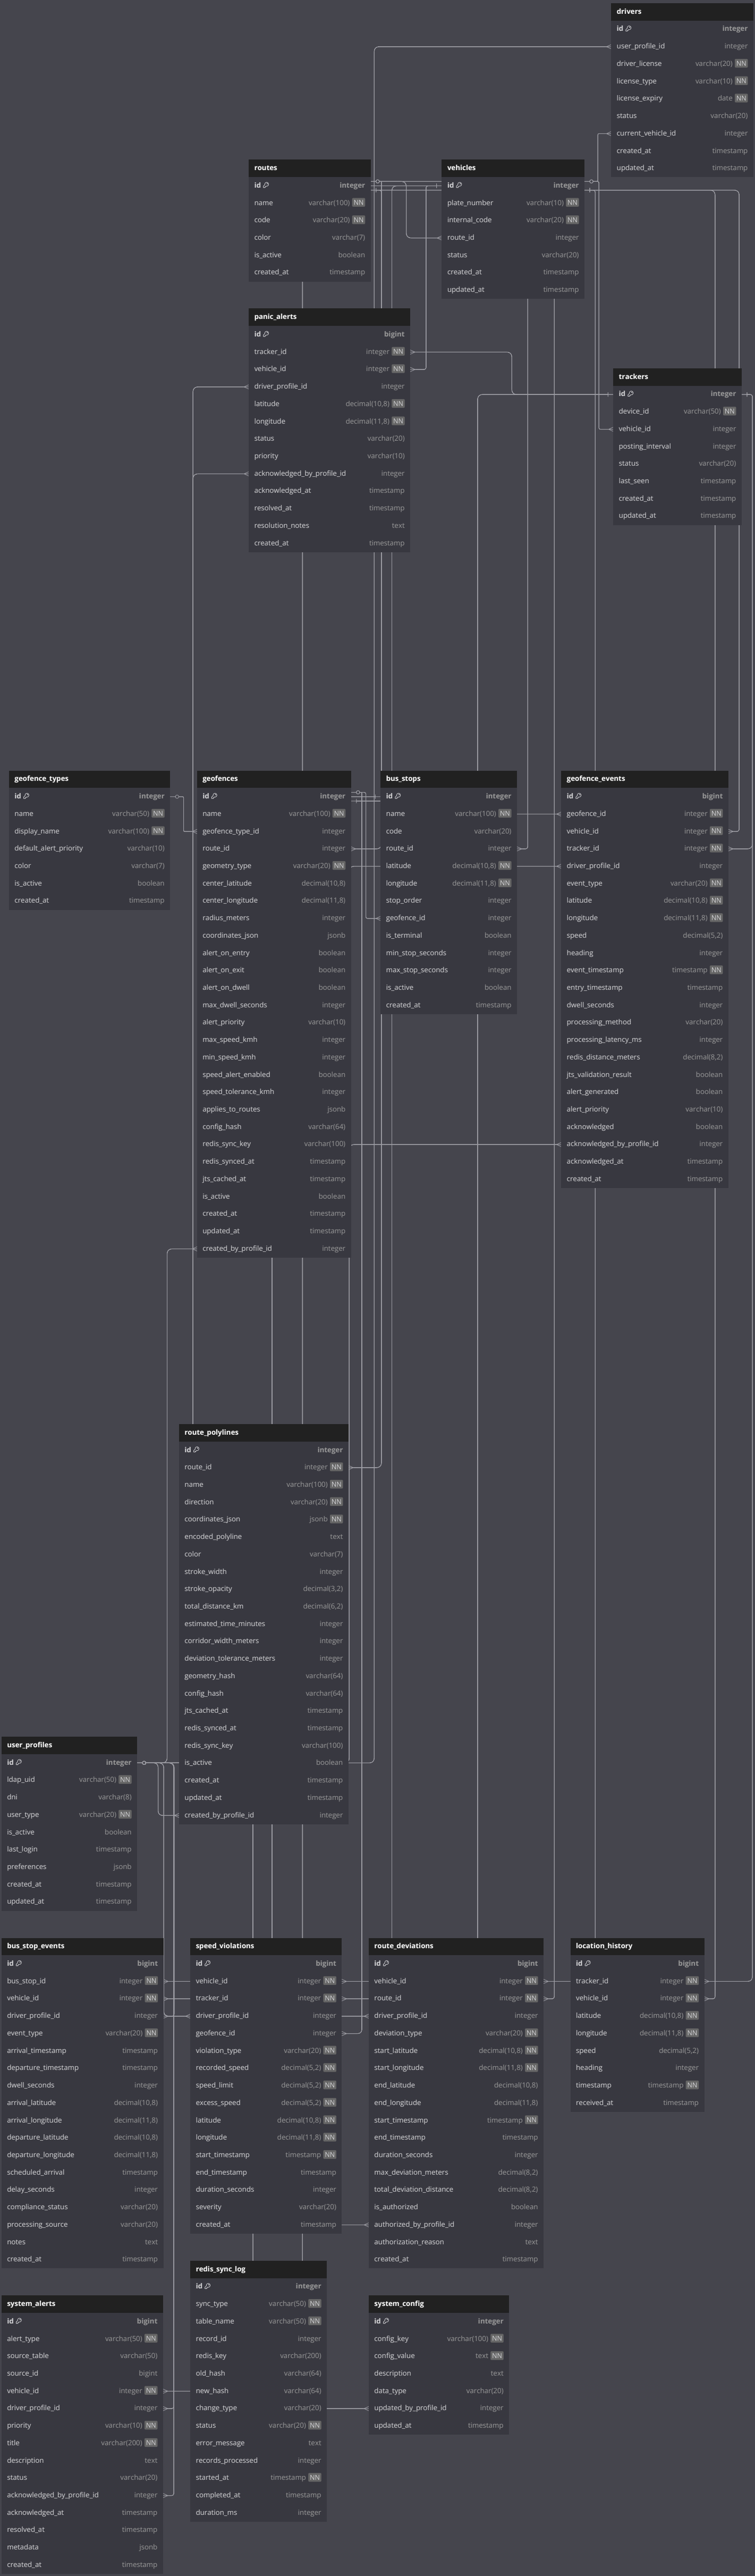 drivers
id integer
user_profile_id integer
driver_license varchar(20) NN
license_type varchar(10) NN
license_expiry date NN
status varchar(20)
current_vehicle_id integer
created_at timestamp
updated_at timestamp
routes
id integer
name varchar(100) NN
code varchar(20) NN
color varchar(7)
is_active boolean
created_at timestamp
vehicles
id integer
plate_number varchar(10) NN
internal_code varchar(20) NN
route_id integer
status varchar(20)
created_at timestamp
updated_at timestamp
panic_alerts
id bigint
tracker_id integer NN
vehicle_id integer NN
driver_profile_id integer
latitude decimal(10,8) NN
longitude decimal(11,8) NN
status varchar(20)
priority varchar(10)
acknowledged_by_profile_id integer
acknowledged_at timestamp
resolved_at timestamp
resolution_notes text
created_at timestamp
trackers
id integer
device_id varchar(50) NN
vehicle_id integer
posting_interval integer
status varchar(20)
last_seen timestamp
created_at timestamp
updated_at timestamp
geofence_types
id integer
name varchar(50) NN
display_name varchar(100) NN
default_alert_priority varchar(10)
color varchar(7)
is_active boolean
created_at timestamp
geofences
id integer
name varchar(100) NN
geofence_type_id integer
route_id integer
geometry_type varchar(20) NN
center_latitude decimal(10,8)
center_longitude decimal(11,8)
radius_meters integer
coordinates_json jsonb
alert_on_entry boolean
alert_on_exit boolean
alert_on_dwell boolean
max_dwell_seconds integer
alert_priority varchar(10)
max_speed_kmh integer
min_speed_kmh integer
speed_alert_enabled boolean
speed_tolerance_kmh integer
applies_to_routes jsonb
config_hash varchar(64)
redis_sync_key varchar(100)
redis_synced_at timestamp
jts_cached_at timestamp
is_active boolean
created_at timestamp
updated_at timestamp
created_by_profile_id integer
bus_stops
id integer
name varchar(100) NN
code varchar(20)
route_id integer
latitude decimal(10,8) NN
longitude decimal(11,8) NN
stop_order integer
geofence_id integer
is_terminal boolean
min_stop_seconds integer
max_stop_seconds integer
is_active boolean
created_at timestamp
geofence_events
id bigint
geofence_id integer NN
vehicle_id integer NN
tracker_id integer NN
driver_profile_id integer
event_type varchar(20) NN
latitude decimal(10,8) NN
longitude decimal(11,8) NN
speed decimal(5,2)
heading integer
event_timestamp timestamp NN
entry_timestamp timestamp
dwell_seconds integer
processing_method varchar(20)
processing_latency_ms integer
redis_distance_meters decimal(8,2)
jts_validation_result boolean
alert_generated boolean
alert_priority varchar(10)
acknowledged boolean
acknowledged_by_profile_id integer
acknowledged_at timestamp
created_at timestamp
route_polylines
id integer
route_id integer NN
name varchar(100) NN
direction varchar(20) NN
coordinates_json jsonb NN
encoded_polyline text
color varchar(7)
stroke_width integer
stroke_opacity decimal(3,2)
total_distance_km decimal(6,2)
estimated_time_minutes integer
corridor_width_meters integer
deviation_tolerance_meters integer
geometry_hash varchar(64)
config_hash varchar(64)
jts_cached_at timestamp
redis_synced_at timestamp
redis_sync_key varchar(100)
is_active boolean
created_at timestamp
updated_at timestamp
created_by_profile_id integer
user_profiles
id integer
ldap_uid varchar(50) NN
dni varchar(8)
user_type varchar(20) NN
is_active boolean
last_login timestamp
preferences jsonb
created_at timestamp
updated_at timestamp
bus_stop_events
id bigint
bus_stop_id integer NN
vehicle_id integer NN
driver_profile_id integer
event_type varchar(20) NN
arrival_timestamp timestamp
departure_timestamp timestamp
dwell_seconds integer
arrival_latitude decimal(10,8)
arrival_longitude decimal(11,8)
departure_latitude decimal(10,8)
departure_longitude decimal(11,8)
scheduled_arrival timestamp
delay_seconds integer
compliance_status varchar(20)
processing_source varchar(20)
notes text
created_at timestamp
speed_violations
id bigint
vehicle_id integer NN
tracker_id integer NN
driver_profile_id integer
geofence_id integer
violation_type varchar(20) NN
recorded_speed decimal(5,2) NN
speed_limit decimal(5,2) NN
excess_speed decimal(5,2) NN
latitude decimal(10,8) NN
longitude decimal(11,8) NN
start_timestamp timestamp NN
end_timestamp timestamp
duration_seconds integer
severity varchar(20)
created_at timestamp
route_deviations
id bigint
vehicle_id integer NN
route_id integer NN
driver_profile_id integer
deviation_type varchar(20) NN
start_latitude decimal(10,8) NN
start_longitude decimal(11,8) NN
end_latitude decimal(10,8)
end_longitude decimal(11,8)
start_timestamp timestamp NN
end_timestamp timestamp
duration_seconds integer
max_deviation_meters decimal(8,2)
total_deviation_distance decimal(8,2)
is_authorized boolean
authorized_by_profile_id integer
authorization_reason text
created_at timestamp
location_history
id bigint
tracker_id integer NN
vehicle_id integer NN
latitude decimal(10,8) NN
longitude decimal(11,8) NN
speed decimal(5,2)
heading integer
timestamp timestamp NN
received_at timestamp
system_alerts
id bigint
alert_type varchar(50) NN
source_table varchar(50)
source_id bigint
vehicle_id integer NN
driver_profile_id integer
priority varchar(10) NN
title varchar(200) NN
description text
status varchar(20)
acknowledged_by_profile_id integer
acknowledged_at timestamp
resolved_at timestamp
metadata jsonb
created_at timestamp
redis_sync_log
id integer
sync_type varchar(50) NN
table_name varchar(50) NN
record_id integer
redis_key varchar(200)
old_hash varchar(64)
new_hash varchar(64)
change_type varchar(20)
status varchar(20) NN
error_message text
records_processed integer
started_at timestamp NN
completed_at timestamp
duration_ms integer
system_config
id integer
config_key varchar(100) NN
config_value text NN
description text
data_type varchar(20)
updated_by_profile_id integer
updated_at timestamp